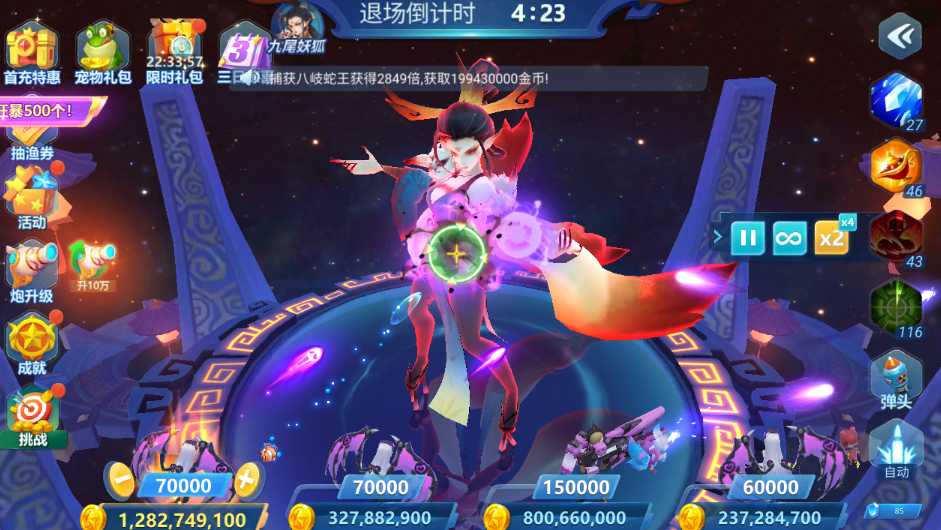 退场倒计时 4:23
九尾妖狐
22:33:57
首充特惠 宠物礼包 限时礼包
捕获八岐蛇王获得2849倍,获取199430000金币!
狂暴500个!
抽渔券
活动
炮升级
升10万
成就
挑战
27
46
43
116
x4
x2
弹头
自动
85
70000
70000
150000
60000
1,282,749,100
327,882,900
800,660,000
237,284,700